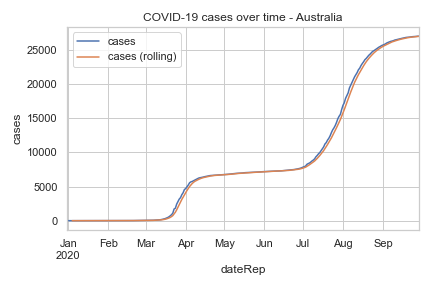 COVID-19 cases over time - Australia
cases
cases (rolling)
25000
20000
15000
10000
5000
0
cases
Jan Feb Mar Apr May Jun Jul Aug Sep
2020
dateRep